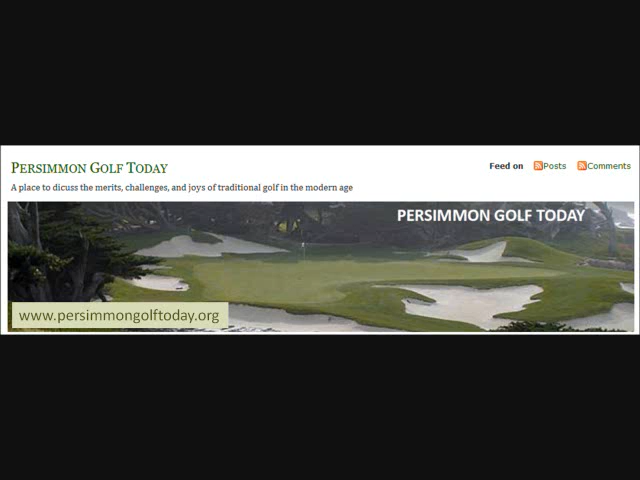 PERSIMMON GOLF TODAY
Feed on Posts Comments
A place to dicuss the merits, challenges, and joys of traditional golf in the modern age
PERSIMMON GOLF TODAY
www.persimmongolftoday.org